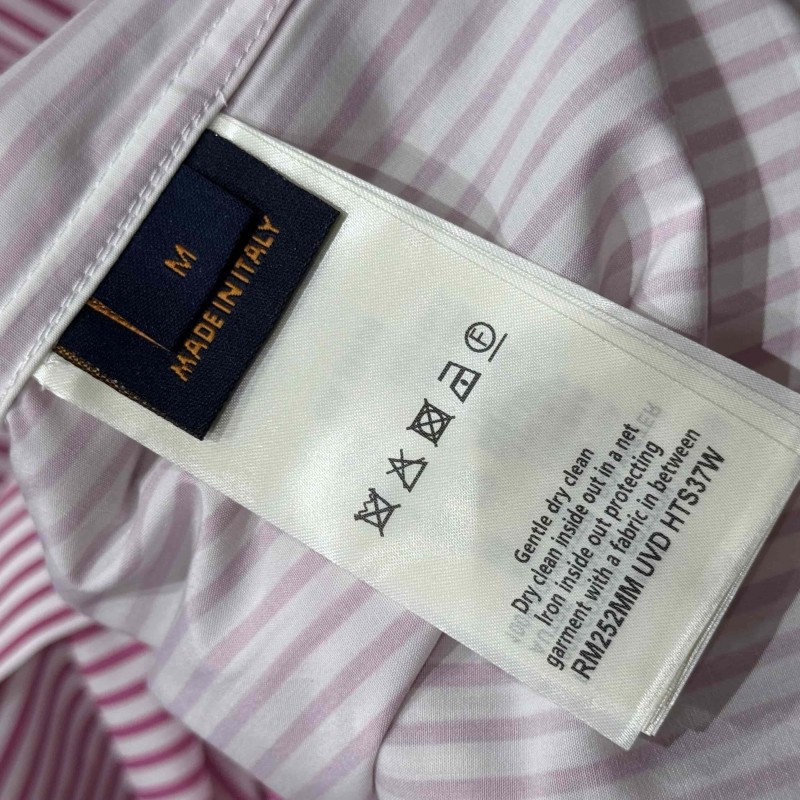 M
MADE IN ITALY
F
Gentle dry clean
Dry clean inside out in a net
Iron inside out protecting
garment with a fabric in between
RM252MM UVD HTS37W